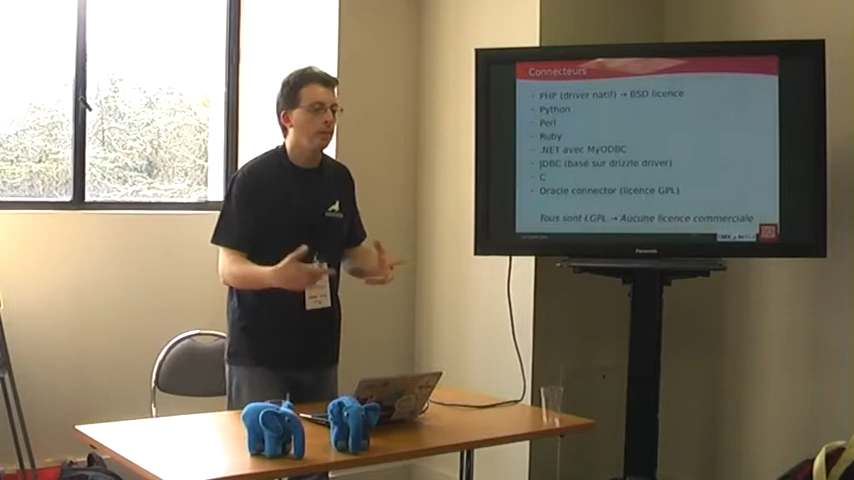 Connecteurs
- PHP (driver natif) → BSD licence
- Python
- Perl
- Ruby
- .NET avec MyODBC
- JDBC (basé sur drizzle driver)
- C
- Oracle connector (licence GPL)
Tous sont LGPL → Aucune licence commerciale
Panasonic